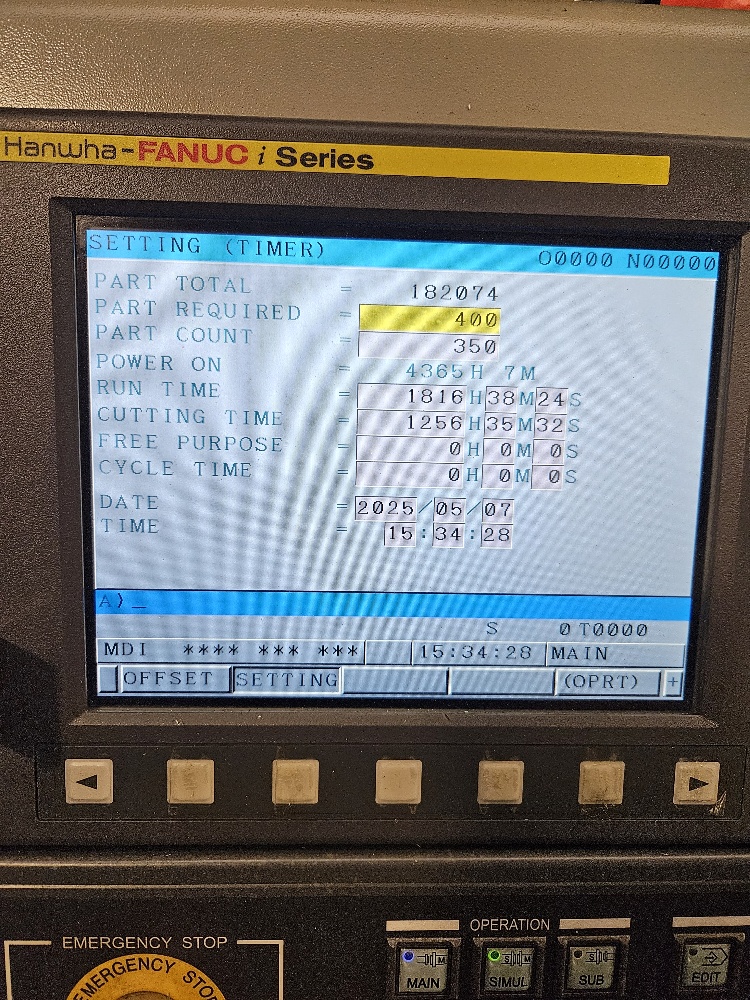 Hanwha-FANUC i Series
SETTING (TIMER) O0000 N00000
PART TOTAL = 182074
PART REQUIRED = 400
PART COUNT = 350
POWER ON = 4365H 7M
RUN TIME = 1816H38M24S
CUTTING TIME = 1256H35M32S
FREE PURPOSE = 0H 0M 0S
CYCLE TIME = 0H 0M 0S
DATE = 2025/05/07
TIME = 15:34:28
A)_
S 0 T0000
MDI **** *** *** 15:34:28 MAIN
OFFSET SETTING (OPRT) +
OPERATION
EMERGENCY STOP
EMERGENCY STOP
MAIN SIMUL SUB EDIT